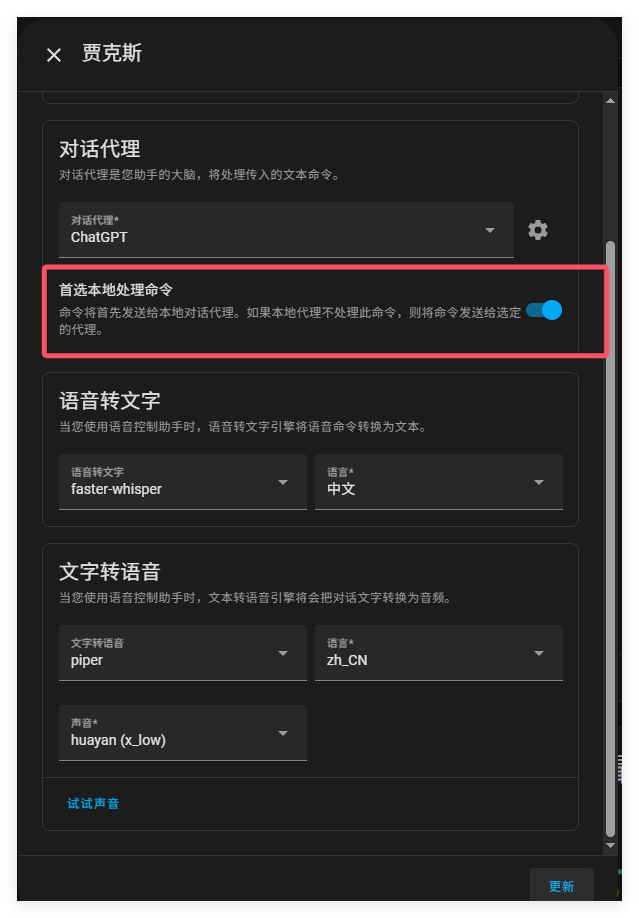 贾克斯
对话代理
对话代理是您助手的大脑，将处理传入的文本命令。
对话代理*
ChatGPT
首选本地处理命令
命令将首先发送给本地对话代理。如果本地代理不处理此命令，则将命令发送给选定
的代理。
语音转文字
当您使用语音控制助手时，语音转文字引擎将语音命令转换为文本。
语音转文字
faster-whisper
语言*
中文
文字转语音
当您使用语音控制助手时，文本转语音引擎将会把对话文字转换为音频。
文字转语音
piper
语言*
zh_CN
声音*
huayan (x_low)
试试声音
更新